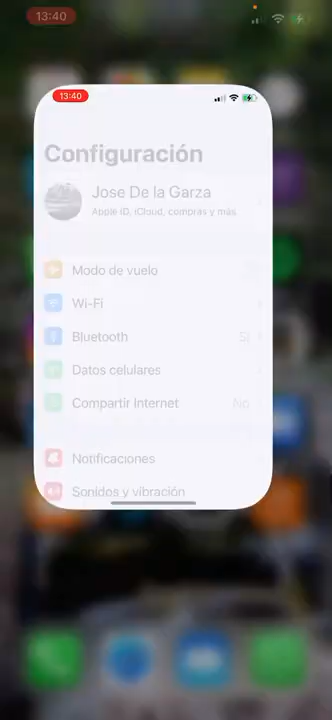 13:40
13:40
Configuración
Jose De la Garza
Apple ID, iCloud, compras y más
Modo de vuelo
Wi-Fi
Bluetooth Sí
Datos celulares
Compartir Internet No
Notificaciones
Sonidos y vibración